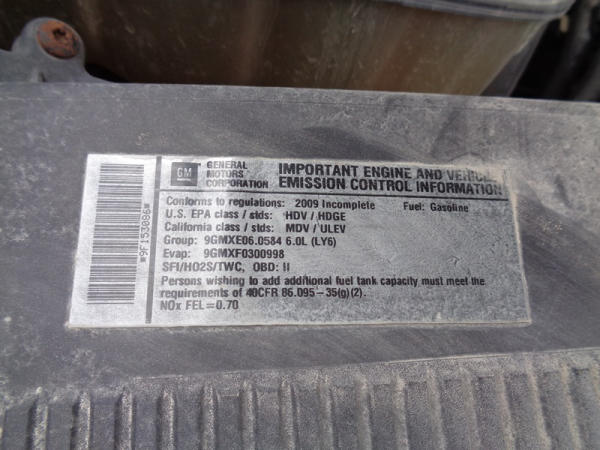 GM
GENERAL
MOTORS
CORPORATION
IMPORTANT ENGINE AND VEHICLE
EMISSION CONTROL INFORMATION
Conforms to regulations: 2009 Incomplete Fuel: Gasoline
U.S. EPA class / stds: HDV / HDGE
California class / stds: MDV / ULEV
Group: 9GMXE06.0584 6.0L (LY6)
Evap: 9GMXF0300998
SFI/HO2S/TWC, OBD: II
Persons wishing to add additional fuel tank capacity must meet the
requirements of 40CFR 86.095-35(g)(2).
NOx FEL=0.70
*9F153086*